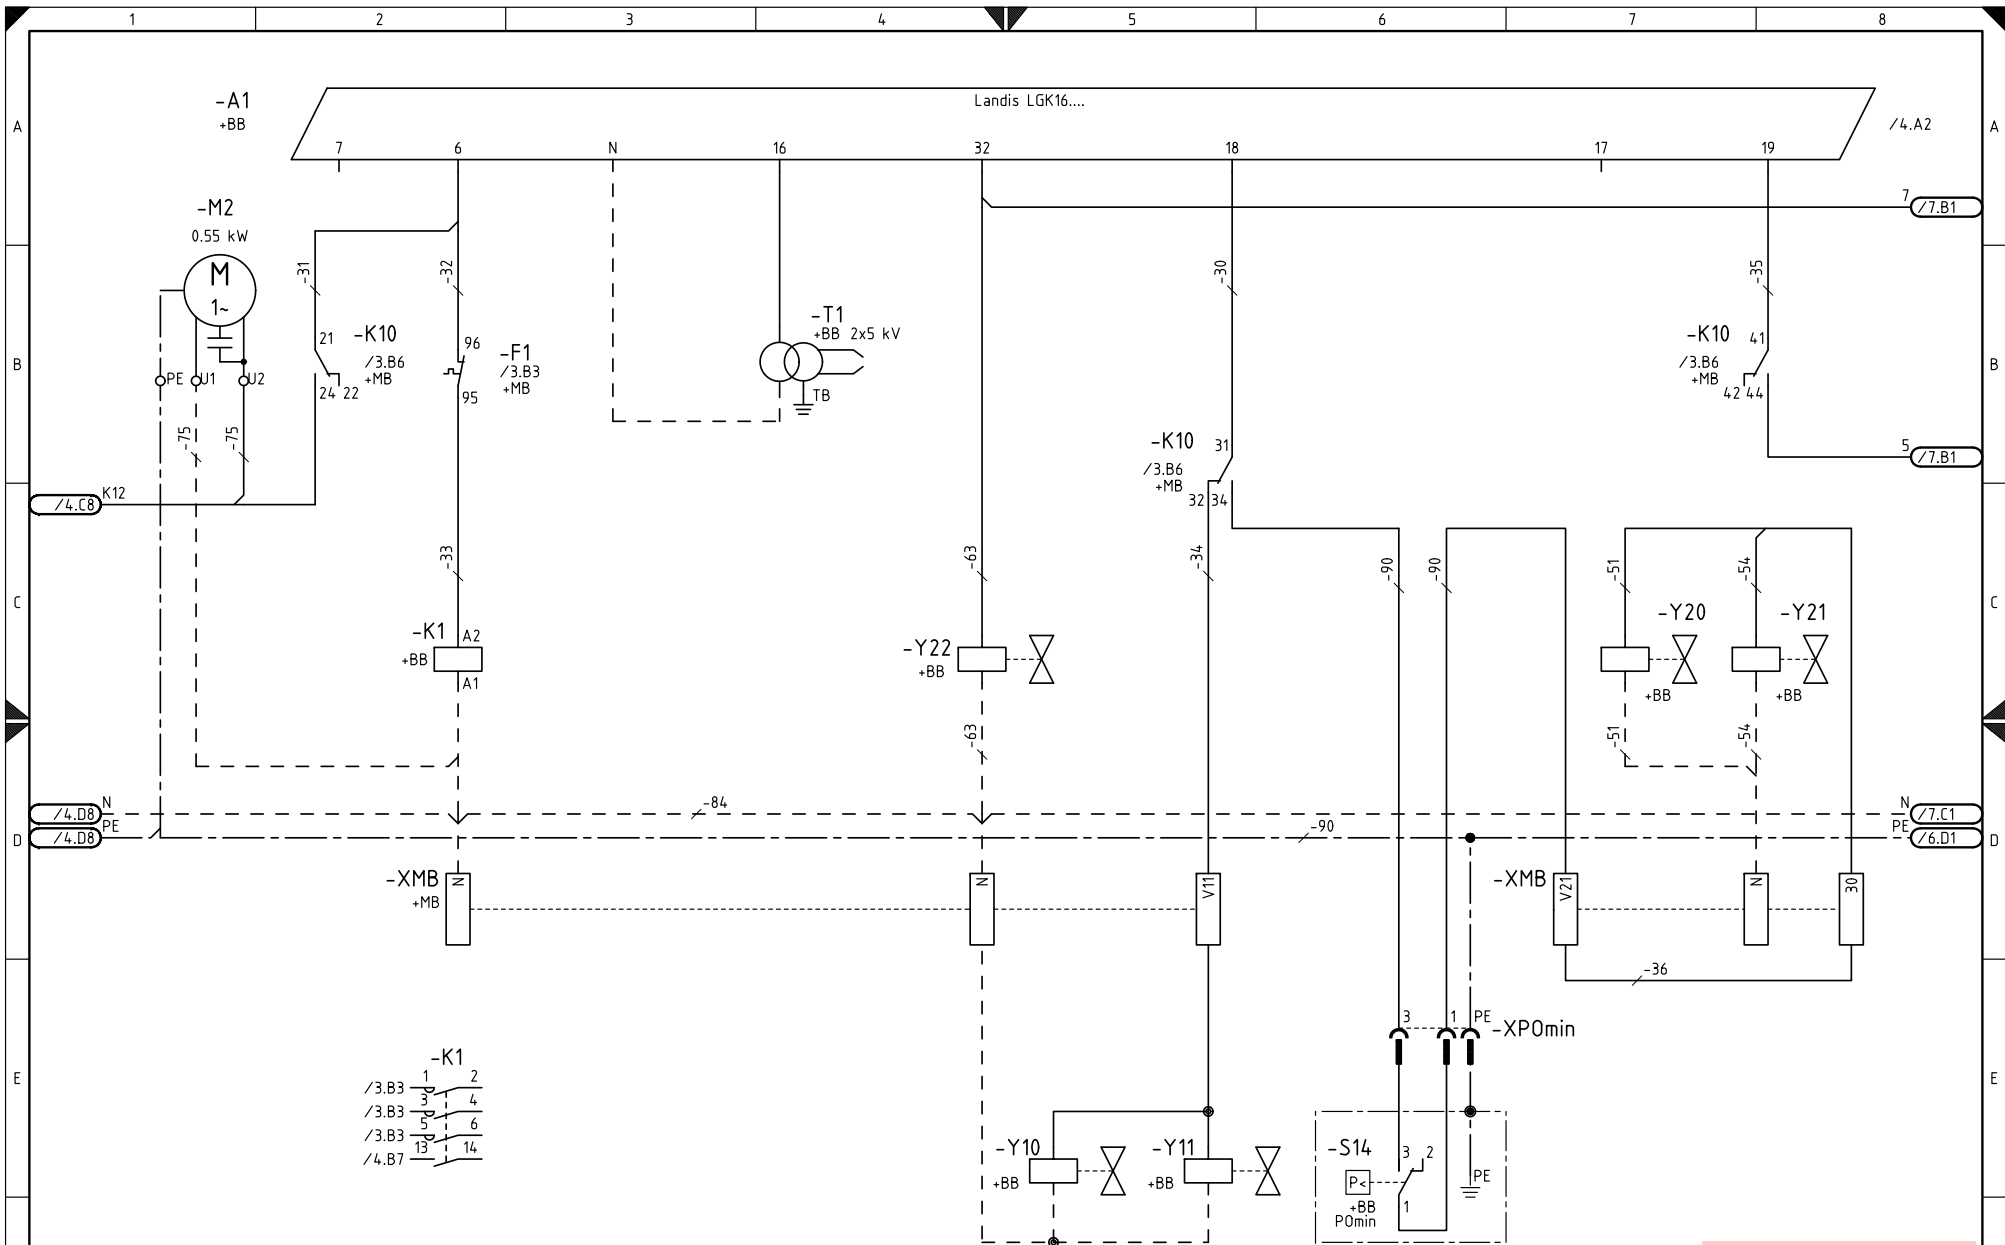 1 2 3 4 5 6 7 8
-A1
+BB
Landis LGK16....
/4.A2
A A
7 6 N 16 32 18 17 19
7 /7.B1
-M2
0.55 kW
M
1~
-31 -32 -30 -35
-K10
/3.B6
+MB
21
24 22
-F1
/3.B3
+MB
96
95
-T1
+BB 2x5 kV
TB
-K10
/3.B6
+MB
41
42 44
B B
PE U1 U2
-75 -75
-K10
/3.B6
+MB
31
32 34
5 /7.B1
/4.C8 K12
-33 -63 -34 -90 -90 -51 -54
C C
-K1
+BB
A2
A1
-Y22
+BB
-Y20
+BB
-Y21
+BB
-63 -51 -54
/4.D8 N
-84
N /7.C1
/4.D8 PE
-90
PE /6.D1
D D
-XMB
+MB
N N V11
-XMB
V21 N 30
-36
3 1 PE
-XP0min
E E
-K1
/3.B3 1 2
/3.B3 3 4
/3.B3 5 6
/4.B7 13 14
-Y10
+BB
-Y11
+BB
-S14
3 2
P<
1
+BB
P0min
PE